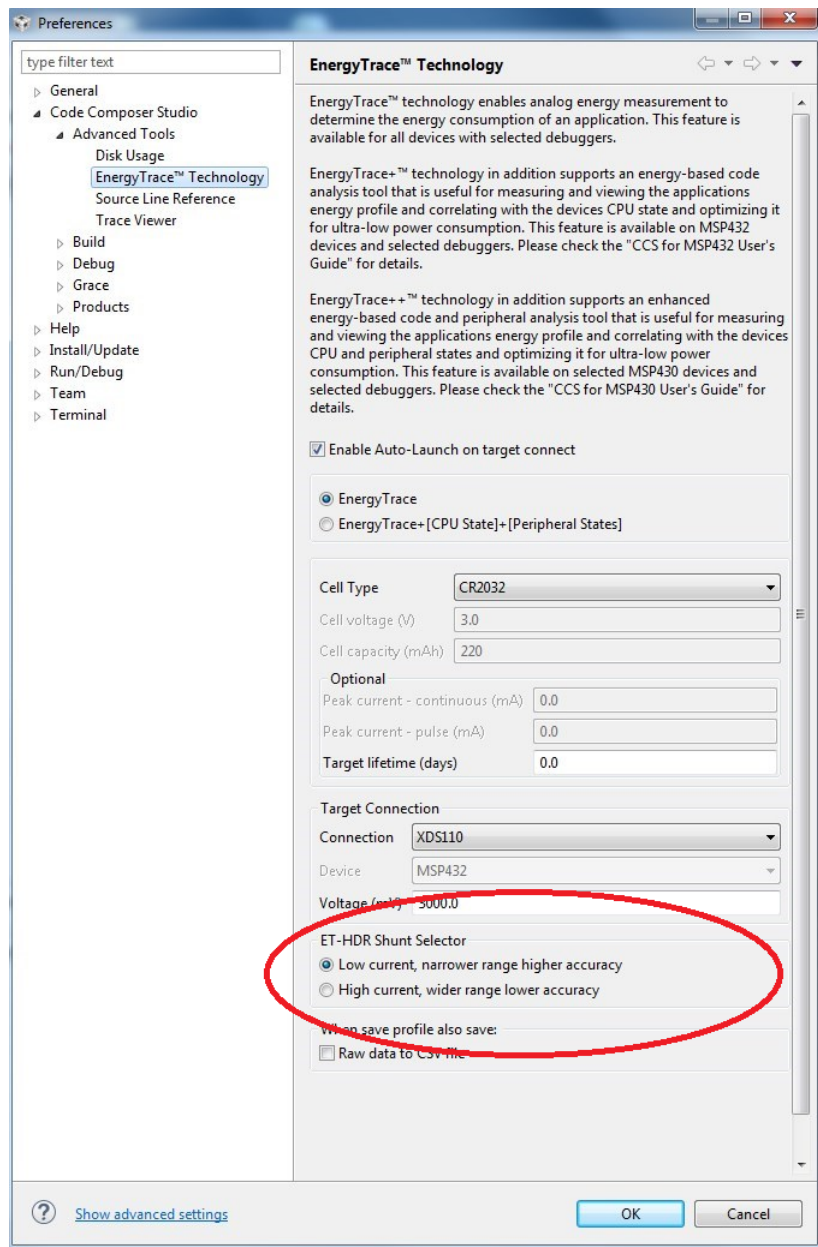 Preferences
type filter text
General
Code Composer Studio
Advanced Tools
Disk Usage
EnergyTrace™ Technology
Source Line Reference
Trace Viewer
Build
Debug
Grace
Products
Help
Install/Update
Run/Debug
Team
Terminal
EnergyTrace™ Technology
EnergyTrace™ technology enables analog energy measurement to
determine the energy consumption of an application. This feature is
available for all devices with selected debuggers.
EnergyTrace+™ technology in addition supports an energy-based code
analysis tool that is useful for measuring and viewing the applications
energy profile and correlating with the devices CPU state and optimizing it
for ultra-low power consumption. This feature is available on MSP432
devices and selected debuggers. Please check the "CCS for MSP432 User's
Guide" for details.
EnergyTrace++™ technology in addition supports an enhanced
energy-based code and peripheral analysis tool that is useful for measuring
and viewing the applications energy profile and correlating with the devices
CPU and peripheral states and optimizing it for ultra-low power
consumption. This feature is available on selected MSP430 devices and
selected debuggers. Please check the "CCS for MSP430 User's Guide" for
details.
Enable Auto-Launch on target connect
EnergyTrace
EnergyTrace+[CPU State]+[Peripheral States]
Cell Type CR2032
Cell voltage (V) 3.0
Cell capacity (mAh) 220
Optional
Peak current - continuous (mA) 0.0
Peak current - pulse (mA) 0.0
Target lifetime (days) 0.0
Target Connection
Connection XDS110
Device MSP432
Voltage (mV) 3000.0
ET-HDR Shunt Selector
Low current, narrower range higher accuracy
High current, wider range lower accuracy
When save profile also save:
Raw data to CSV file
Show advanced settings
OK Cancel